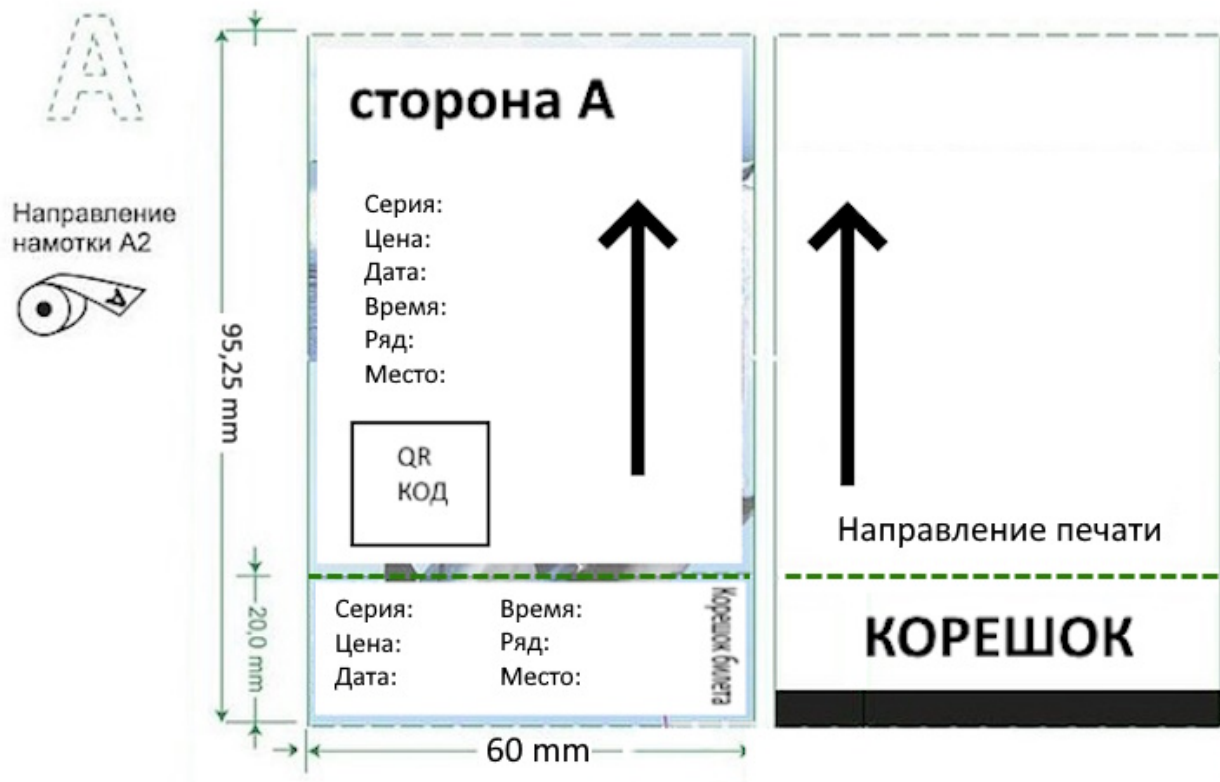 А
Направление
намотки А2
А
95,25 mm
20,0 mm
60 mm
сторона А
Серия:
Цена:
Дата:
Время:
Ряд:
Место:
QR
КОД
Серия:
Цена:
Дата:
Время:
Ряд:
Место:
Корешок билета
Направление печати
КОРЕШОК